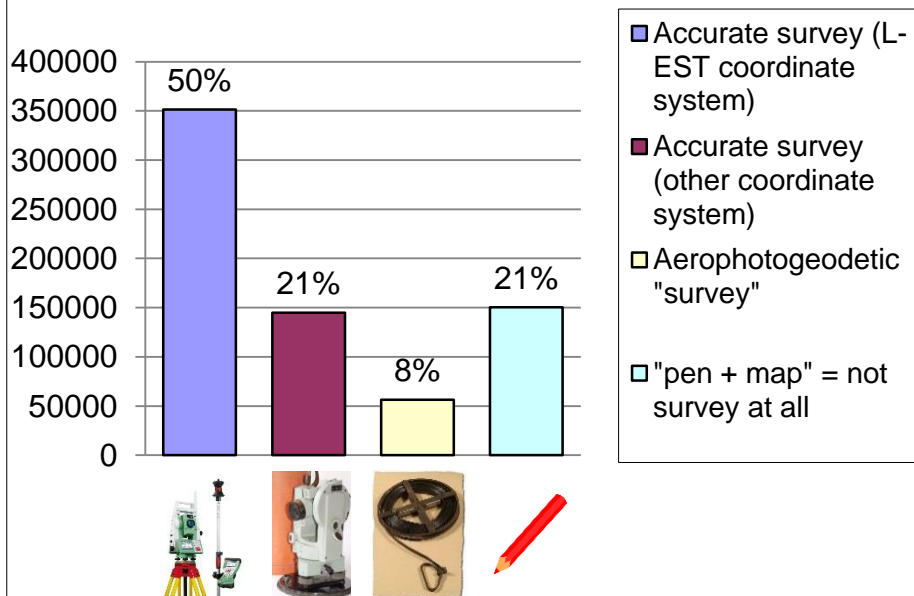 400000
350000
300000
250000
200000
150000
100000
50000
0
50%
21%
8%
21%
Accurate survey (L-
EST coordinate
system)
Accurate survey
(other coordinate
system)
Aerophotogeodetic
"survey"
"pen + map" = not
survey at all